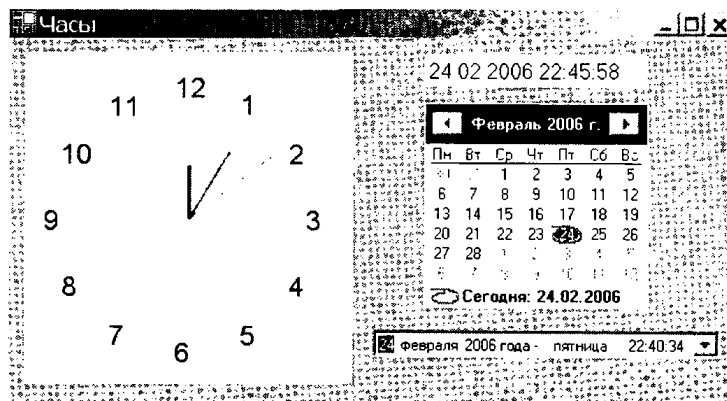 Часы
12
11
1
10
2
9
3
8
4
7
5
6
24 02 2006 22:45:58
Февраль 2006 г.
Пн Вт Ср Чт Пт Сб Вс
1 2 3 4 5
6 7 8 9 10 11 12
13 14 15 16 17 18 19
20 21 22 23 24 25 26
27 28
Сегодня: 24.02.2006
24 февраля 2006 года - пятница 22:40:34